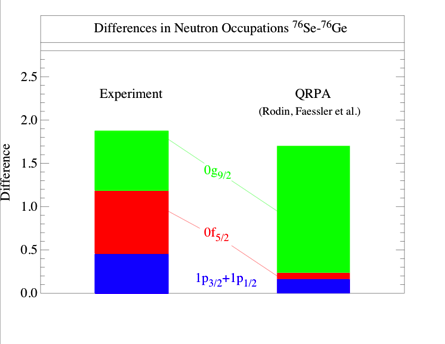 Differences in Neutron Occupations ⁷⁶Se-⁷⁶Ge
Experiment
QRPA
(Rodin, Faessler et al.)
Difference
2.5
2.0
1.5
1.0
0.5
0.0
0g9/2
0f5/2
1p3/2+1p1/2